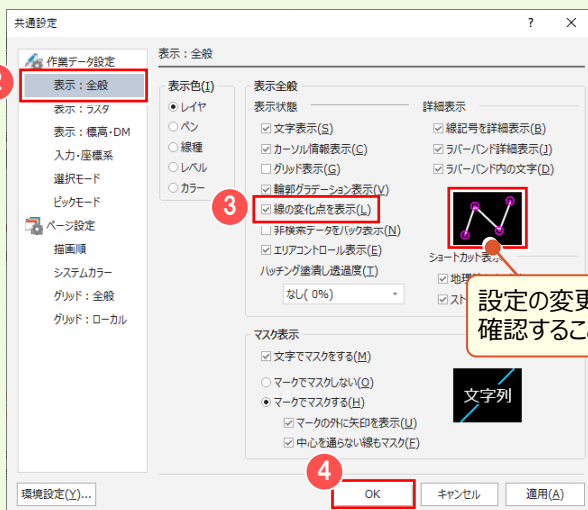 共通設定 ? ×
作業データ設定
2
表示：全般
表示：ラスタ
表示：標高・DM
入力・座標系
選択モード
ピックモード
ページ設定
描画順
システムカラー
グリッド：全般
グリッド：ローカル
表示：全般
表示色(I)
レイヤ
ペン
線種
レベル
カラー
表示全般
表示状態
文字表示(S)
カーソル情報表示(C)
グリッド表示(G)
輪郭グラデーション表示(V)
3
線の変化点を表示(L)
非検索データをバック表示(N)
エリアコントロール表示(E)
ハッチング塗潰し透過度(T)
なし( 0%)
詳細表示
線記号を詳細表示(B)
ラバーバンド詳細表示(J)
ラバーバンド内の文字(D)
ショートカット表示
設定の変更
確認するこ
マスク表示
文字でマスクをする(M)
マークでマスクしない(O)
マークでマスクする(H)
マークの外に矢印を表示(U)
中心を通らない線もマスク(F)
文字列
4
環境設定(Y)...
OK
キャンセル
適用(A)